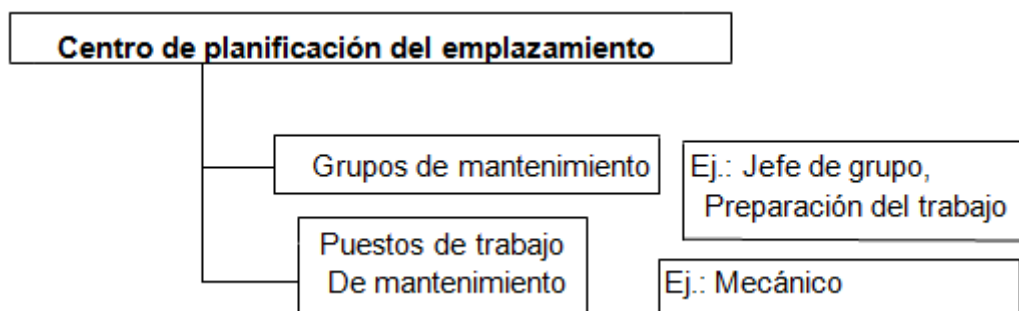 Centro de planificación del emplazamiento
Grupos de mantenimiento
Ej.: Jefe de grupo,
Preparación del trabajo
Puestos de trabajo
De mantenimiento
Ej.: Mecánico